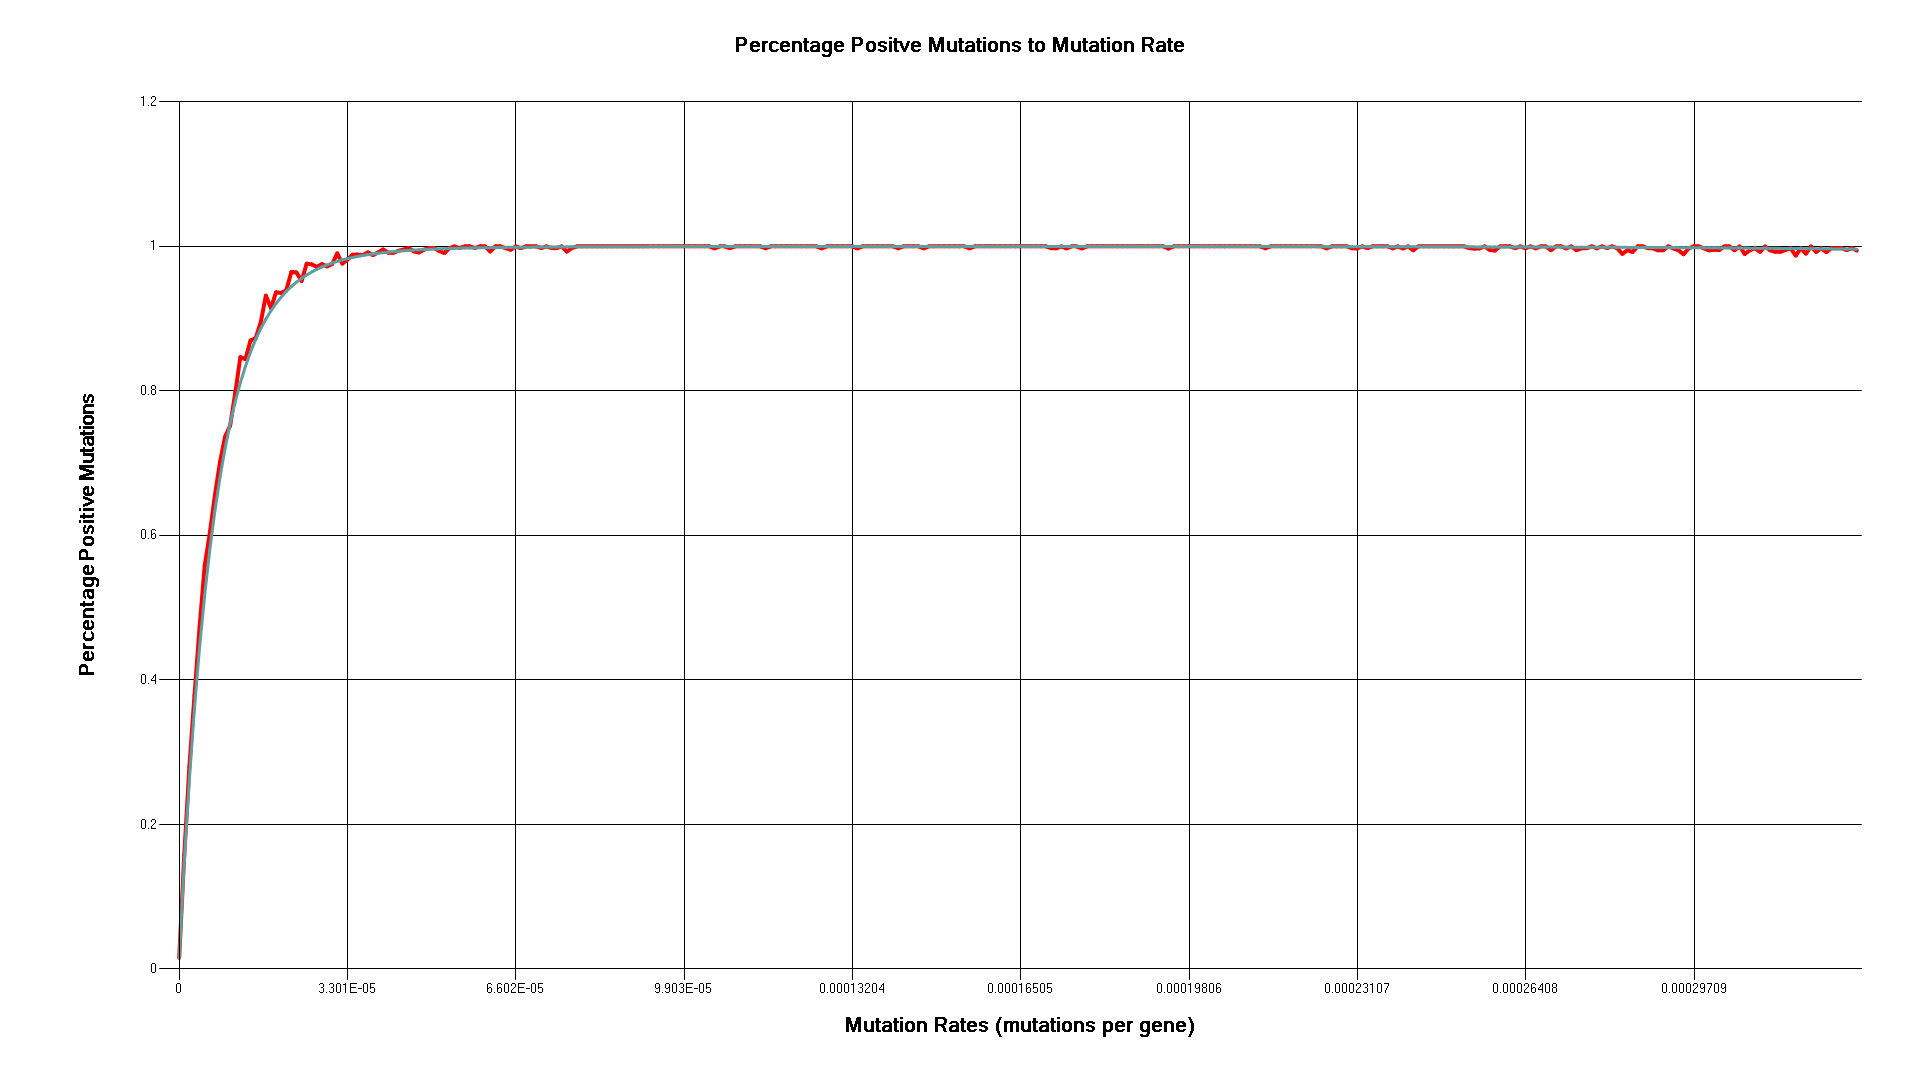 Percentage Positve Mutations to Mutation Rate
1.2
1
0.8
0.6
0.4
0.2
0
Percentage Positive Mutations
0 3.301E-05 6.602E-05 9.903E-05 0.00013204 0.00016505 0.00019806 0.00023107 0.00026408 0.00029709
Mutation Rates (mutations per gene)